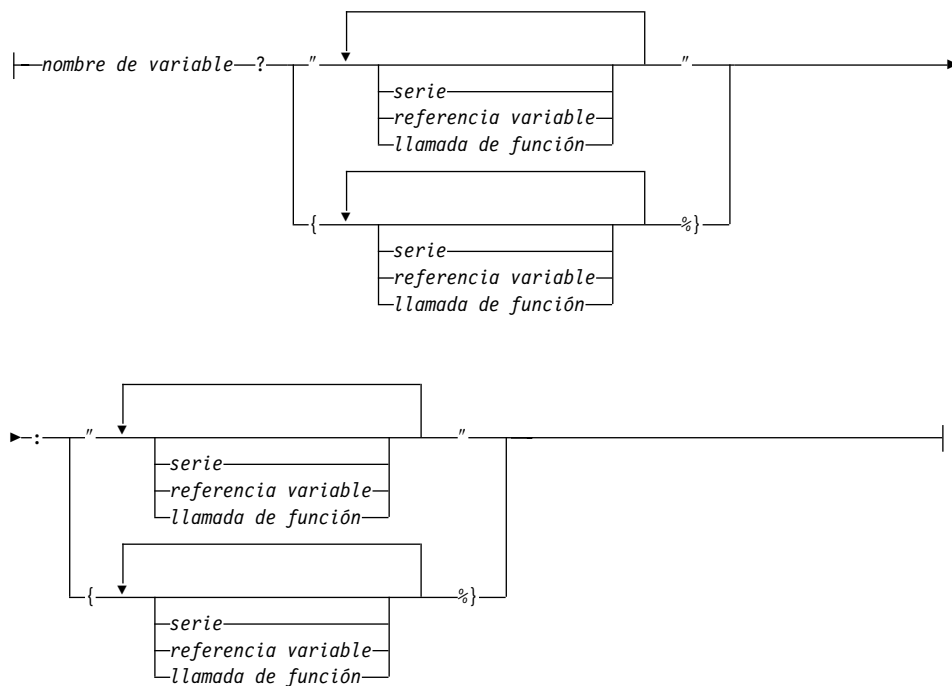 nombre de variable ? " "
serie
referencia variable
llamada de función
{ %}
serie
referencia variable
llamada de función
: " "
serie
referencia variable
llamada de función
{ %}
serie
referencia variable
llamada de función